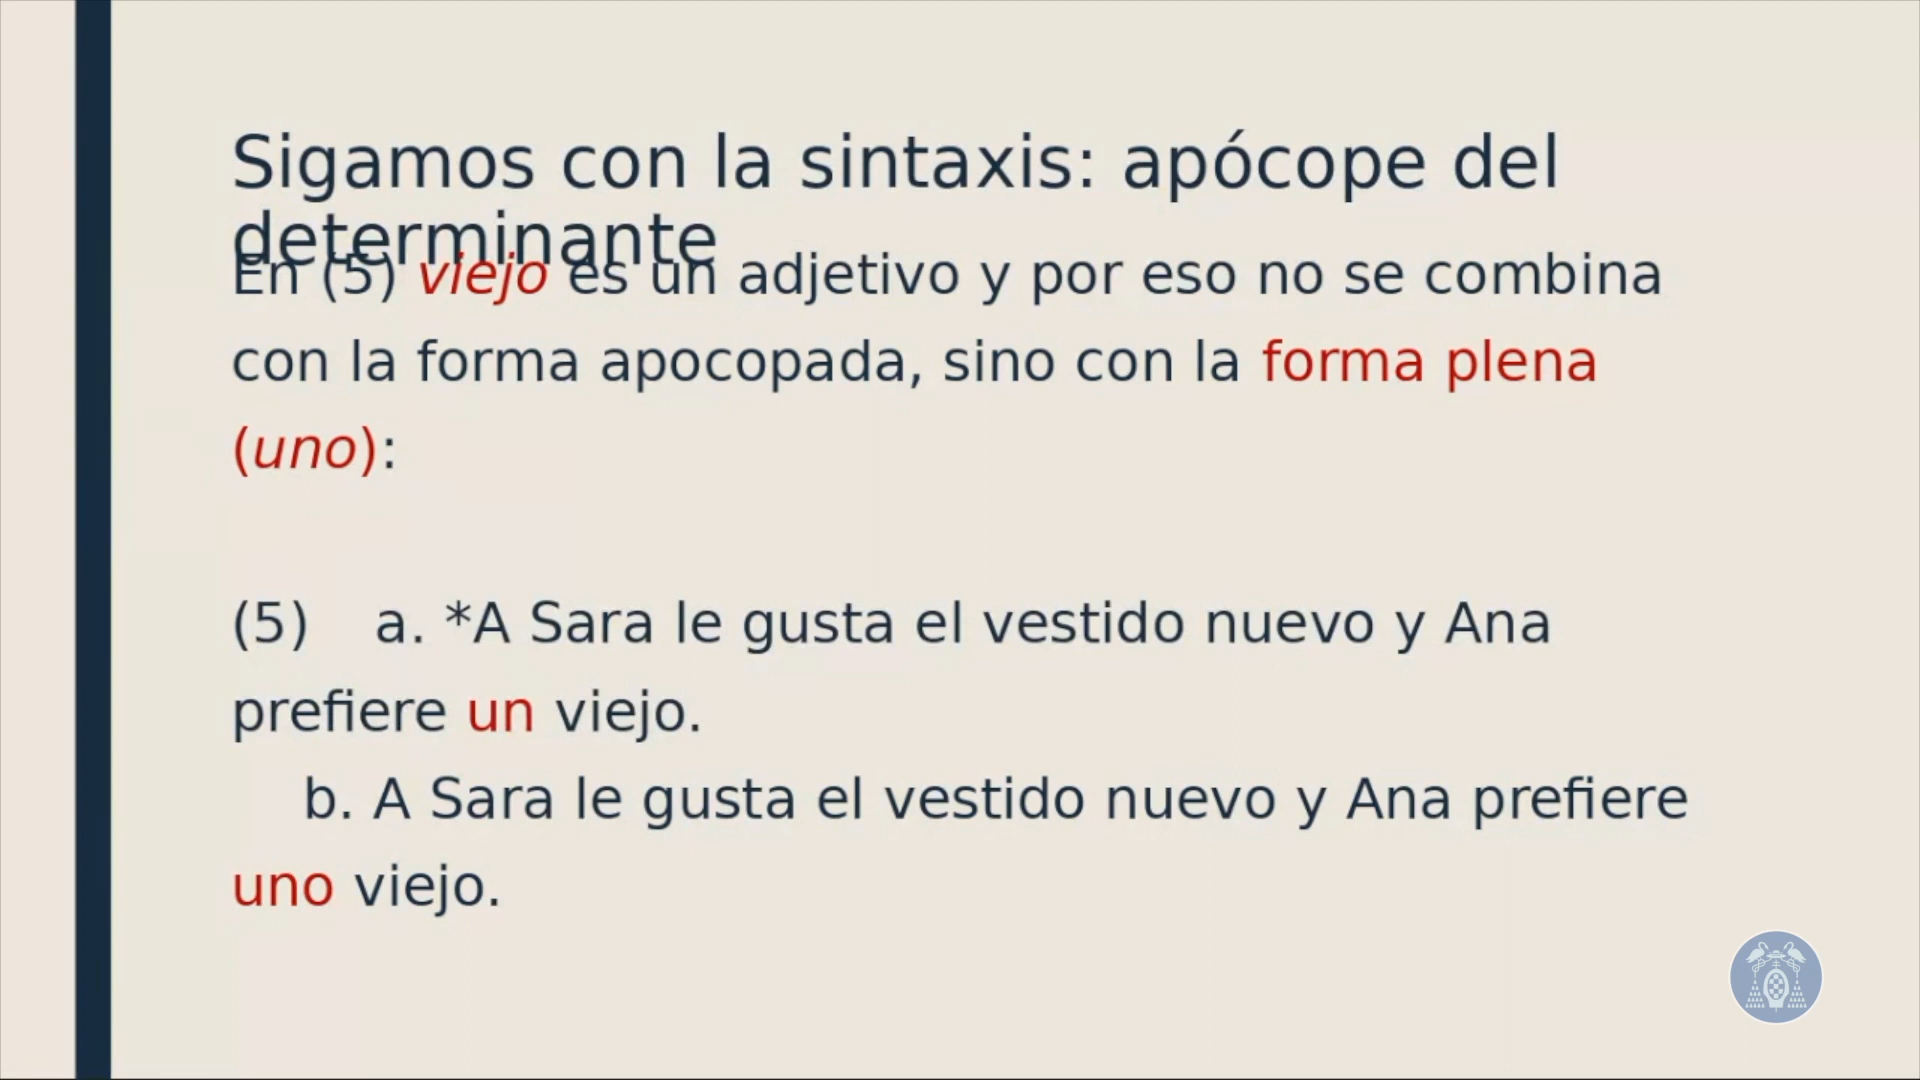 Sigamos con la sintaxis: apócope del
determinante
En (5) viejo es un adjetivo y por eso no se combina
con la forma apocopada, sino con la forma plena
(uno):
(5) a. *A Sara le gusta el vestido nuevo y Ana
prefiere un viejo.
b. A Sara le gusta el vestido nuevo y Ana prefiere
uno viejo.